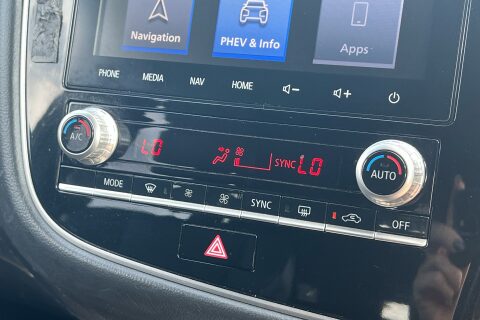 Navigation
PHEV & Info
Apps
PHONE MEDIA NAV HOME
A/C LO SYNC LO AUTO
MODE SYNC OFF